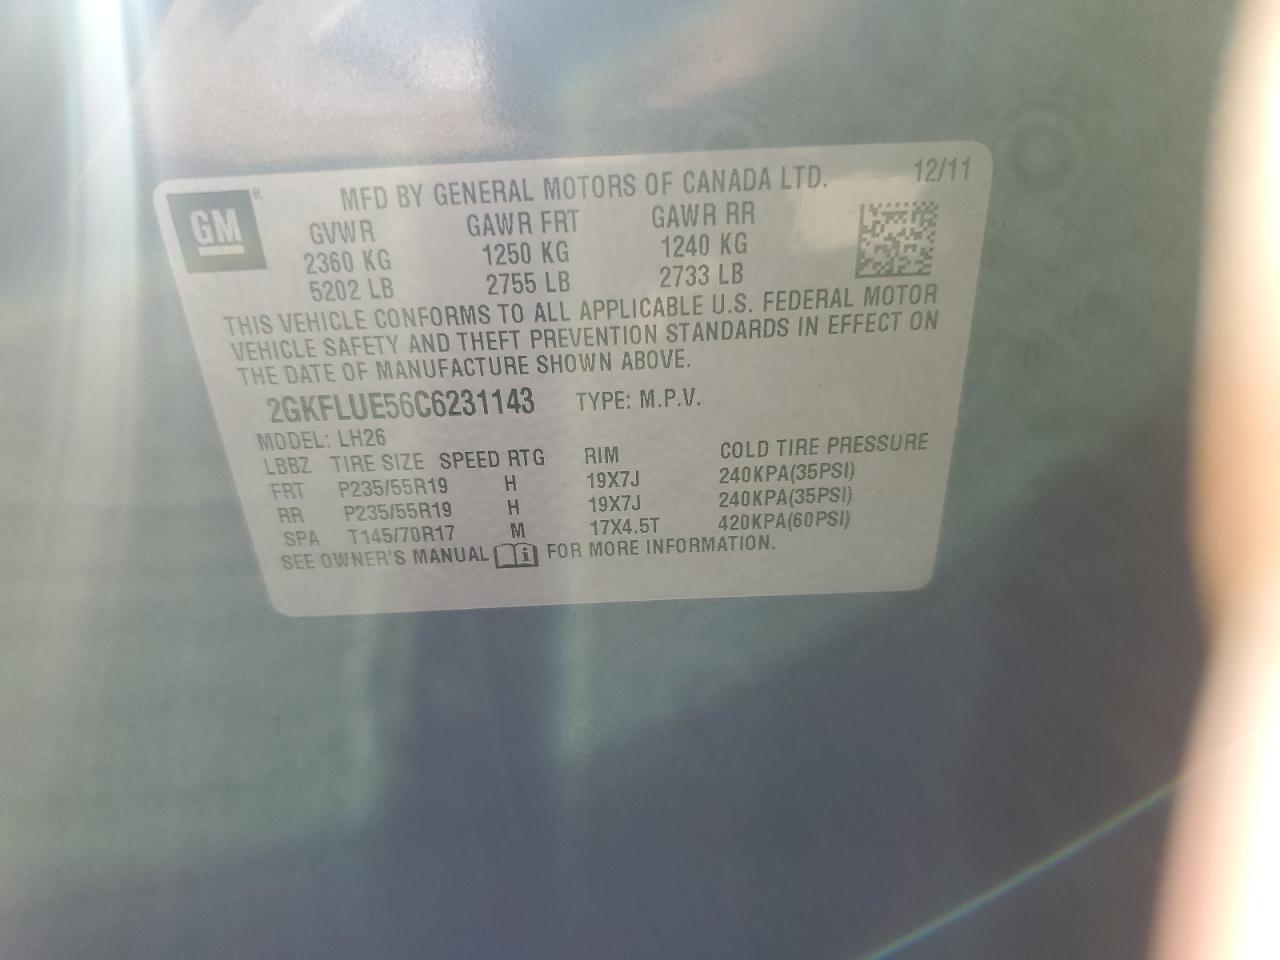 GM ® MFD BY GENERAL MOTORS OF CANADA LTD. 12/11
GVWR GAWR FRT GAWR RR
2360 KG 1250 KG 1240 KG
5202 LB 2755 LB 2733 LB
THIS VEHICLE CONFORMS TO ALL APPLICABLE U.S. FEDERAL MOTOR
VEHICLE SAFETY AND THEFT PREVENTION STANDARDS IN EFFECT ON
THE DATE OF MANUFACTURE SHOWN ABOVE.
2GKFLUE56C6231143 TYPE: M.P.V.
MODEL: LH26
LBBZ TIRE SIZE SPEED RTG RIM COLD TIRE PRESSURE
FRT P235/55R19 H 19X7J 240KPA(35PSI)
RR P235/55R19 H 19X7J 240KPA(35PSI)
SPA T145/70R17 M 17X4.5T 420KPA(60PSI)
SEE OWNER'S MANUAL i FOR MORE INFORMATION.